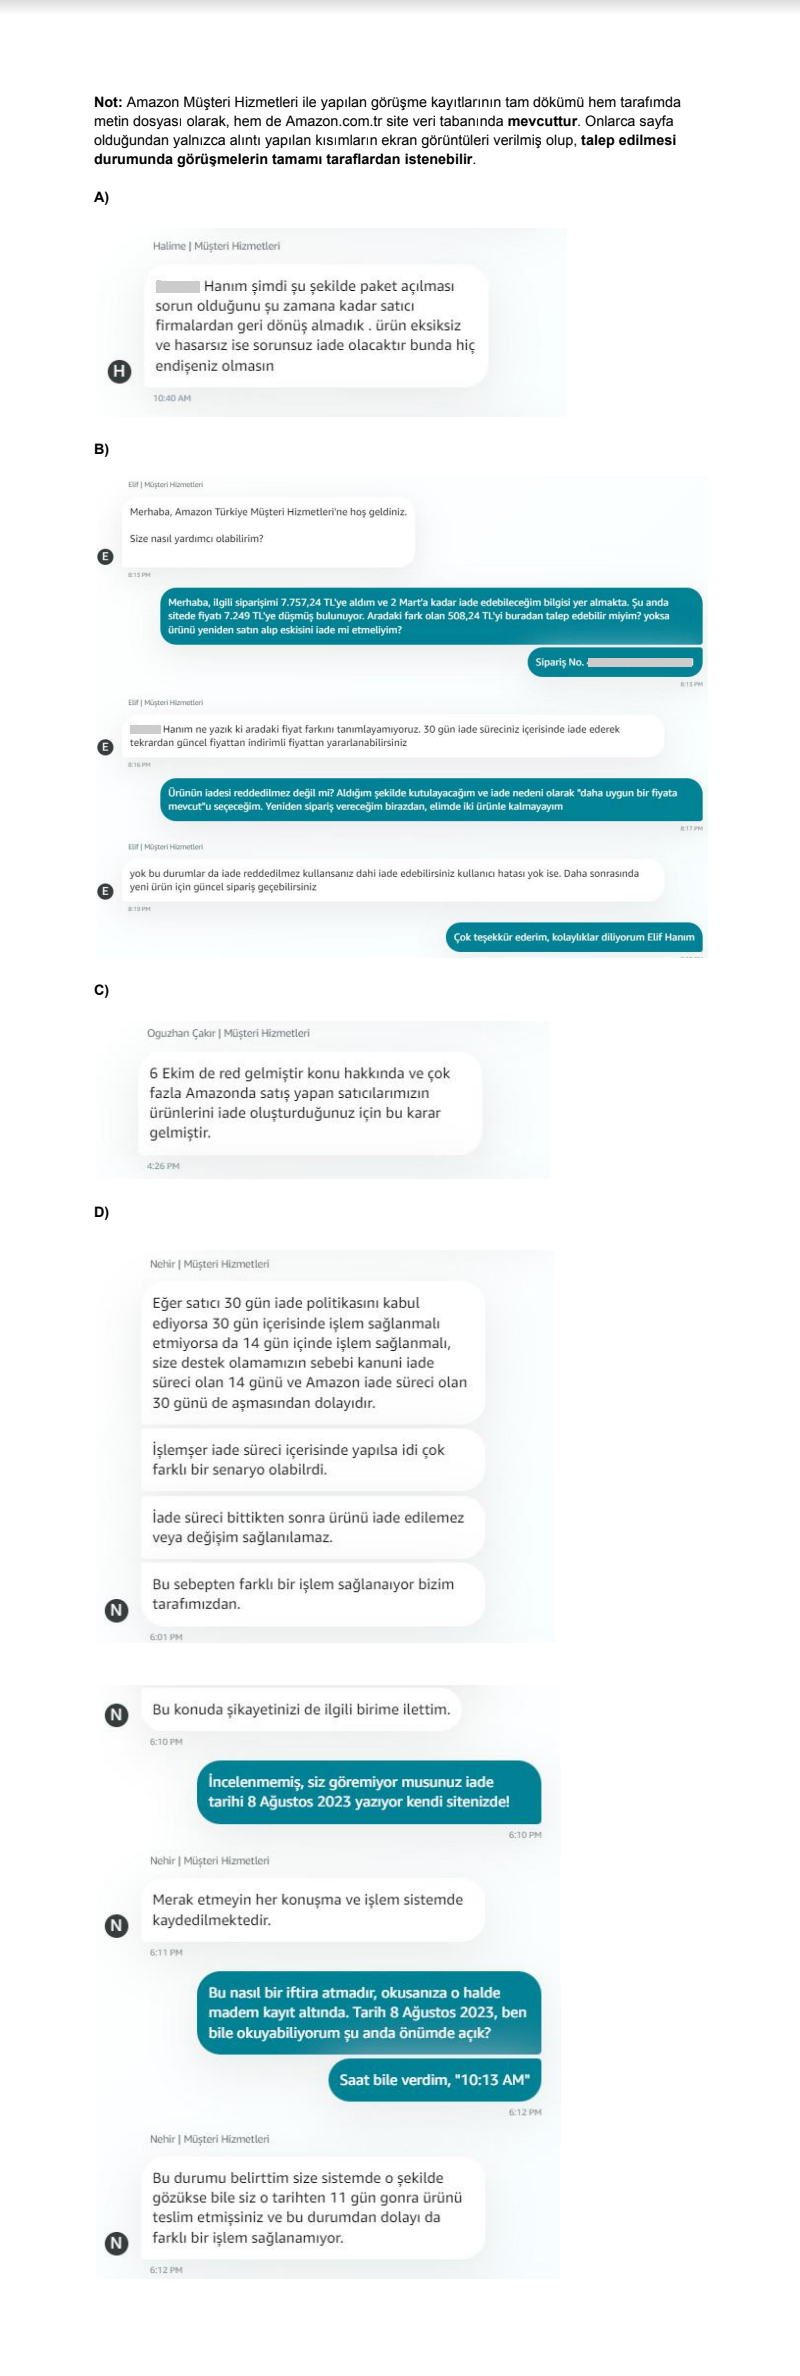 Not: Amazon Müşteri Hizmetleri ile yapılan görüşme kayıtlarının tam dökümü hem tarafımda
metin dosyası olarak, hem de Amazon.com.tr site veri tabanında mevcuttur. Onlarca sayfa
olduğundan yalnızca alıntı yapılan kısımların ekran görüntüleri verilmiş olup, talep edilmesi
durumunda görüşmelerin tamamı taraflardan istenebilir.
A)
Halime | Müşteri Hizmetleri
Hanım şimdi şu şekilde paket açılması
sorun olduğunu şu zamana kadar satıcı
firmalardan geri dönüş almadık . ürün eksiksiz
ve hasarsız ise sorunsuz iade olacaktır bunda hiç
endişeniz olmasın
H
10:40 AM
B)
Elif | Müşteri Hizmetleri
Merhaba, Amazon Türkiye Müşteri Hizmetleri'ne hoş geldiniz.
Size nasıl yardımcı olabilirim?
E
8:15 PM
Merhaba, ilgili siparişimi 7.757,24 TL'ye aldım ve 2 Mart'a kadar iade edebileceğim bilgisi yer almakta. Şu anda
sitede fiyatı 7.249 TL'ye düşmüş bulunuyor. Aradaki fark olan 508,24 TL'yi buradan talep edebilir miyim? yoksa
ürünü yeniden satın alıp eskisini iade mi etmeliyim?
Sipariş No.
8:15 PM
Elif | Müşteri Hizmetleri
Hanım ne yazık ki aradaki fiyat farkını tanımlayamıyoruz. 30 gün iade süreciniz içerisinde iade ederek
tekrardan güncel fiyattan indirimli fiyattan yararlanabilirsiniz
E
8:16 PM
Ürünün iadesi reddedilmez değil mi? Aldığım şekilde kutulayacağım ve iade nedeni olarak "daha uygun bir fiyata
mevcut"u seçeceğim. Yeniden sipariş vereceğim birazdan, elimde iki ürünle kalmayayım
8:17 PM
Elif | Müşteri Hizmetleri
yok bu durumlar da iade reddedilmez kullansanız dahi iade edebilirsiniz kullanıcı hatası yok ise. Daha sonrasında
yeni ürün için güncel sipariş geçebilirsiniz
E
8:19 PM
Çok teşekkür ederim, kolaylıklar diliyorum Elif Hanım
C)
Oguzhan Çakır | Müşteri Hizmetleri
6 Ekim de red gelmiştir konu hakkında ve çok
fazla Amazonda satış yapan satıcılarımızın
ürünlerini iade oluşturduğunuz için bu karar
gelmiştir.
4:26 PM
D)
Nehir | Müşteri Hizmetleri
Eğer satıcı 30 gün iade politikasını kabul
ediyorsa 30 gün içerisinde işlem sağlanmalı
etmiyorsa da 14 gün içinde işlem sağlanmalı,
size destek olamamızın sebebi kanuni iade
süreci olan 14 günü ve Amazon iade süreci olan
30 günü de aşmasından dolayıdır.
İşlemşer iade süreci içerisinde yapılsa idi çok
farklı bir senaryo olabilrdi.
İade süreci bittikten sonra ürünü iade edilemez
veya değişim sağlanılamaz.
Bu sebepten farklı bir işlem sağlanaıyor bizim
tarafımızdan.
N
6:01 PM
Bu konuda şikayetinizi de ilgili birime ilettim.
N
6:10 PM
İncelenmemiş, siz göremiyor musunuz iade
tarihi 8 Ağustos 2023 yazıyor kendi sitenizde!
6:10 PM
Nehir | Müşteri Hizmetleri
Merak etmeyin her konuşma ve işlem sistemde
kaydedilmektedir.
N
6:11 PM
Bu nasıl bir iftira atmadır, okusanıza o halde
madem kayıt altında. Tarih 8 Ağustos 2023, ben
bile okuyabiliyorum şu anda önümde açık?
Saat bile verdim, "10:13 AM"
6:12 PM
Nehir | Müşteri Hizmetleri
Bu durumu belirttim size sistemde o şekilde
gözükse bile siz o tarihten 11 gün gonra ürünü
teslim etmişsiniz ve bu durumdan dolayı da
farklı bir işlem sağlanamıyor.
N
6:12 PM